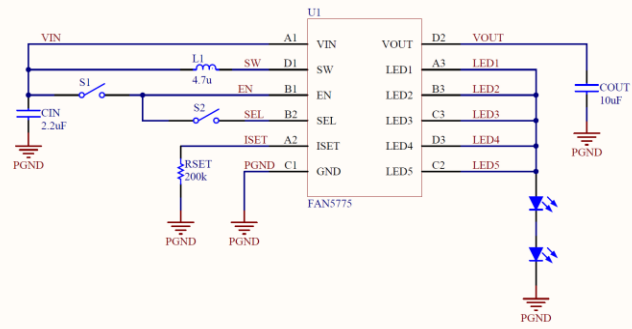 U1
VIN A1 VIN VOUT D2 VOUT
L1 SW D1 SW LED1 A3 LED1
4.7u
S1 EN B1 EN LED2 B3 LED2 COUT
10uF
S2 SEL B2 SEL LED3 C3 LED3
CIN
2.2uF
ISET A2 ISET LED4 D3 LED4
PGND PGND
RSET PGND C1 GND LED5 C2 LED5
200k
FAN5775
PGND PGND
PGND